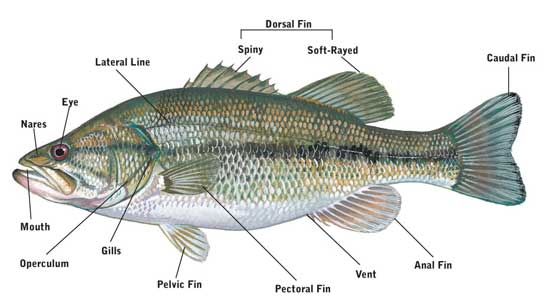 Dorsal Fin
Spiny
Soft-Rayed
Caudal Fin
Lateral Line
Eye
Nares
Mouth
Operculum
Gills
Pelvic Fin
Pectoral Fin
Vent
Anal Fin